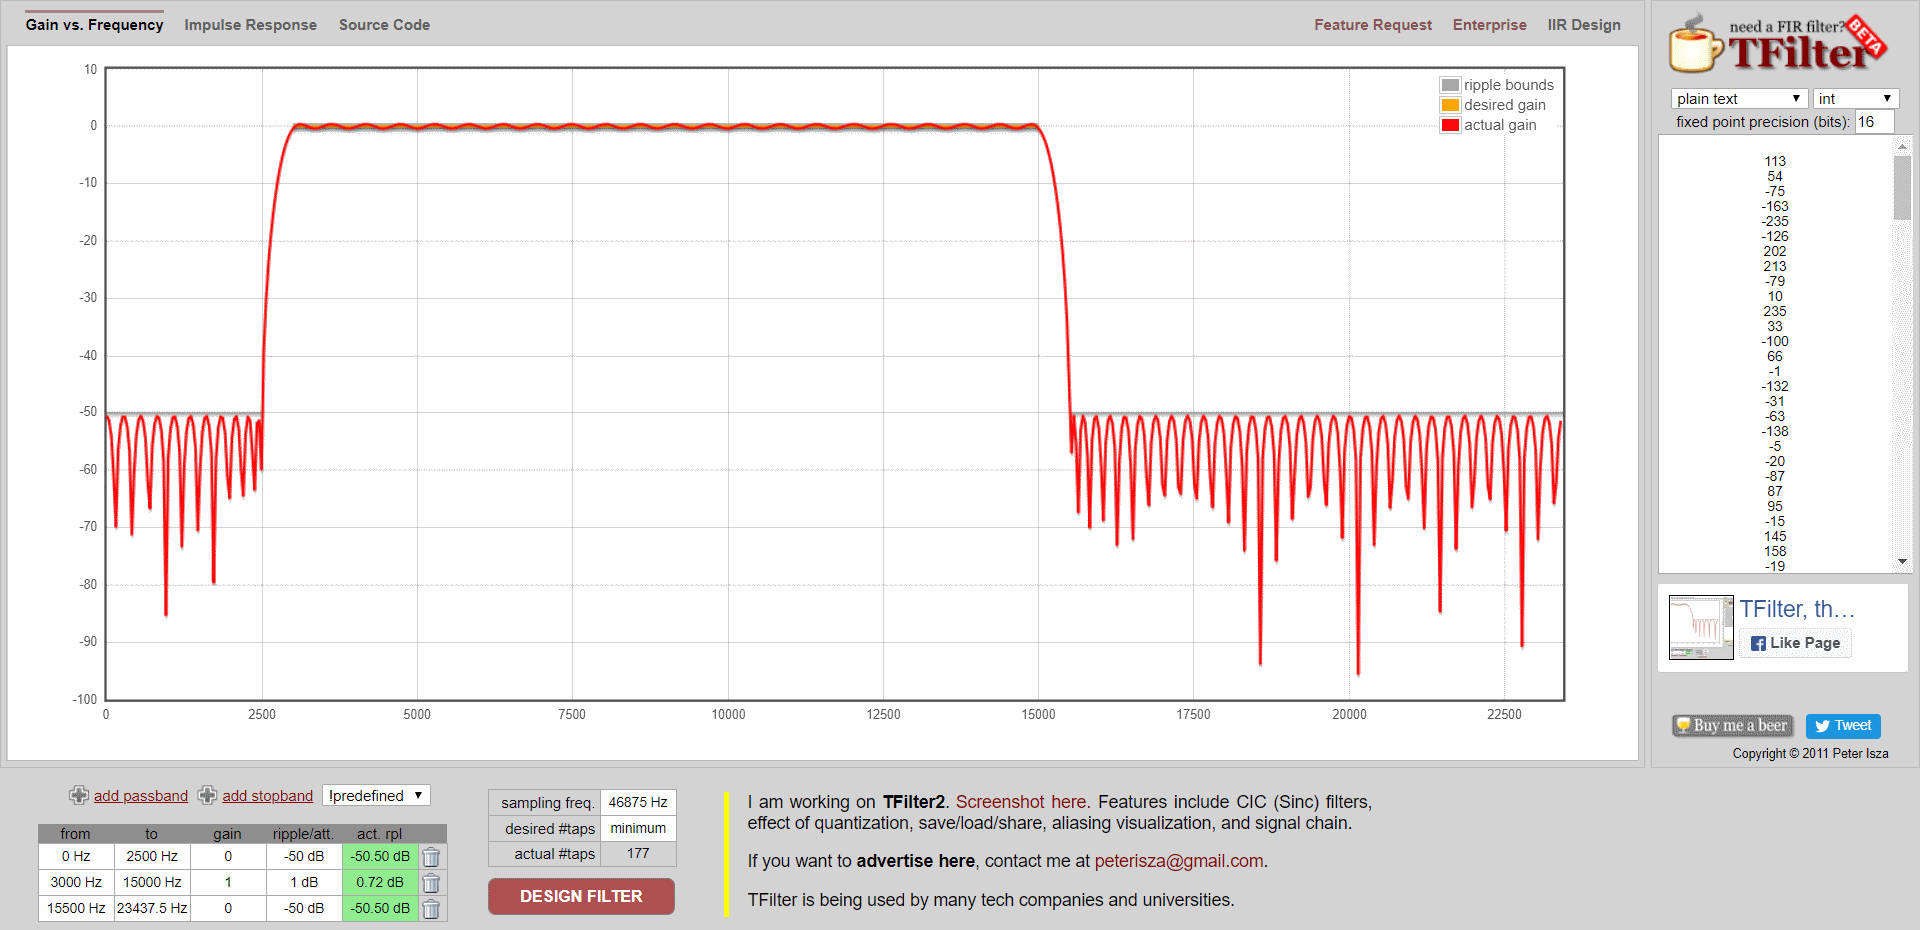 Gain vs. Frequency Impulse Response Source Code Feature Request Enterprise IIR Design
10
0
-10
-20
-30
-40
-50
-60
-70
-80
-90
-100
0 2500 5000 7500 10000 12500 15000 17500 20000 22500
ripple bounds
desired gain
actual gain
need a FIR filter?
TFilter
BETA
plain text int
fixed point precision (bits): 16
113
54
-75
-163
-235
-126
202
213
-79
10
235
33
-100
66
-1
-132
-31
-63
-138
-5
-20
-87
87
95
-15
145
158
-19
TFilter, th…
Like Page
Buy me a beer Tweet
Copyright © 2011 Peter Isza
add passband add stopband !predefined
from to gain ripple/att. act. rpl
0 Hz 2500 Hz 0 -50 dB -50.50 dB
3000 Hz 15000 Hz 1 1 dB 0.72 dB
15500 Hz 23437.5 Hz 0 -50 dB -50.50 dB
sampling freq. 46875 Hz
desired #taps minimum
actual #taps 177
DESIGN FILTER
I am working on TFilter2. Screenshot here. Features include CIC (Sinc) filters,
effect of quantization, save/load/share, aliasing visualization, and signal chain.
If you want to advertise here, contact me at peterisza@gmail.com.
TFilter is being used by many tech companies and universities.